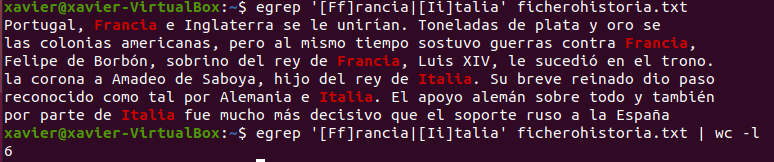 xavier@xavier-VirtualBox:~$ egrep '[Ff]rancia|[Ii]talia' ficherohistoria.txt
Portugal, Francia e Inglaterra se le unirían. Toneladas de plata y oro se
las colonias americanas, pero al mismo tiempo sostuvo guerras contra Francia,
Felipe de Borbón, sobrino del rey de Francia, Luis XIV, le sucedió en el trono.
la corona a Amadeo de Saboya, hijo del rey de Italia. Su breve reinado dio paso
reconocido como tal por Alemania e Italia. El apoyo alemán sobre todo y también
por parte de Italia fue mucho más decisivo que el soporte ruso a la España
xavier@xavier-VirtualBox:~$ egrep '[Ff]rancia|[Ii]talia' ficherohistoria.txt | wc -l
6